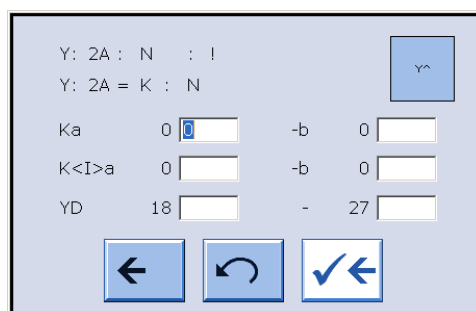 Y: 2A : N : !
Y: 2A = K : N
Y^
Ka 0 0 -b 0
K<I>a 0 -b 0
YD 18 - 27